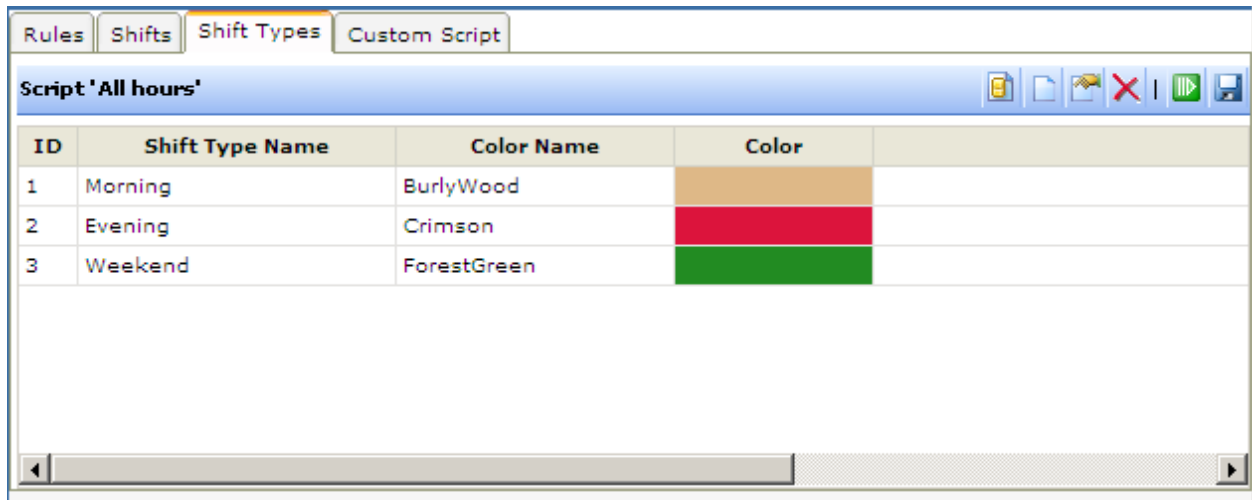 Rules Shifts Shift Types Custom Script
Script 'All hours'
ID Shift Type Name Color Name Color
1 Morning BurlyWood
2 Evening Crimson
3 Weekend ForestGreen